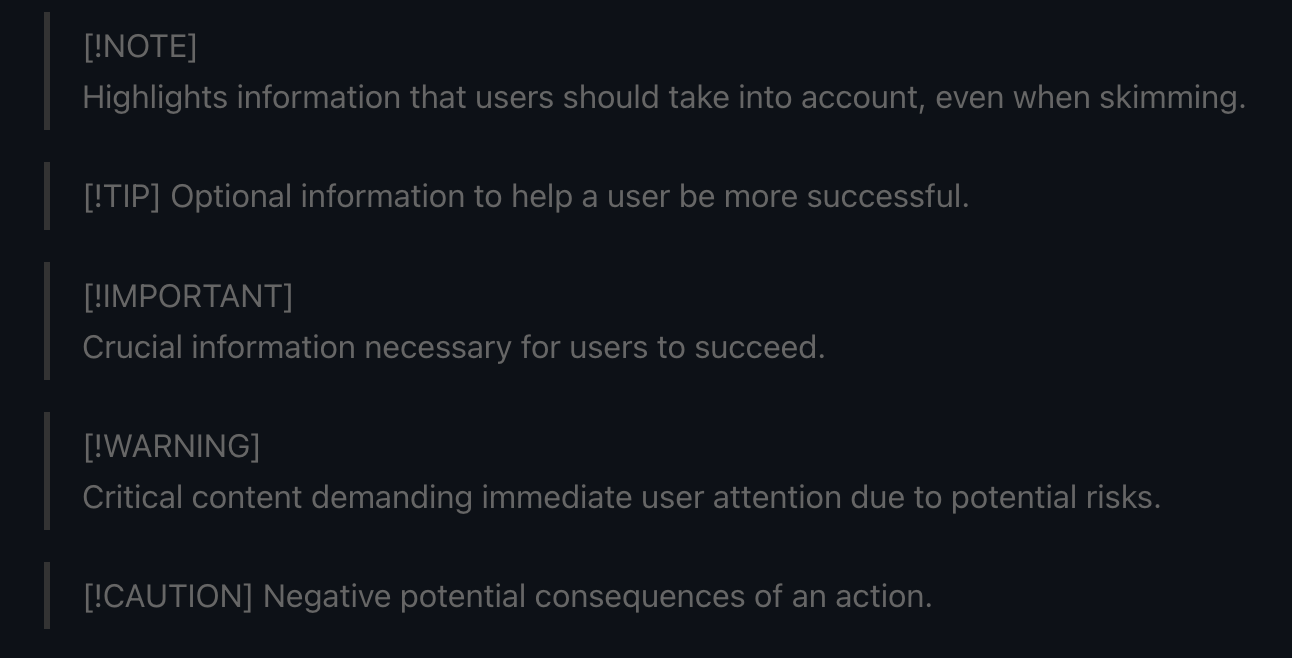 [!NOTE]
Highlights information that users should take into account, even when skimming.
[!TIP] Optional information to help a user be more successful.
[!IMPORTANT]
Crucial information necessary for users to succeed.
[!WARNING]
Critical content demanding immediate user attention due to potential risks.
[!CAUTION] Negative potential consequences of an action.